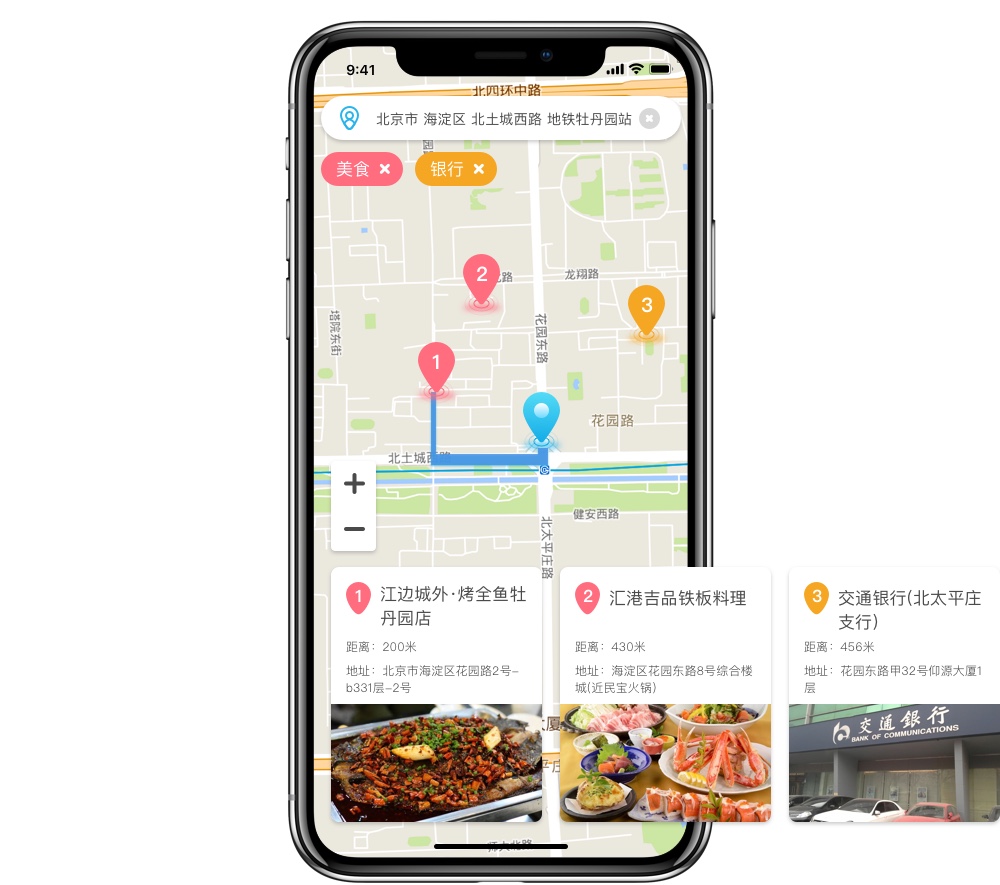 9:41
北四环中路
北京市 海淀区 北土城西路 地铁牡丹园站
美食
银行
2
路
龙翔路
3
塔院东街
花园东路
1
花园路
北土城西路
+
−
健安西路
北太平庄路
1
江边城外·烤全鱼牡
丹园店
距离：200米
地址：北京市海淀区花园路2号-
b331层-2号
2
汇港吉品铁板料理
距离：430米
地址：海淀区花园东路8号综合楼
城(近民宝火锅)
3
交通银行(北太平庄
支行)
距离：456米
地址：花园东路甲32号仰源大厦1
层
交通銀行
BANK OF COMMUNICATIONS